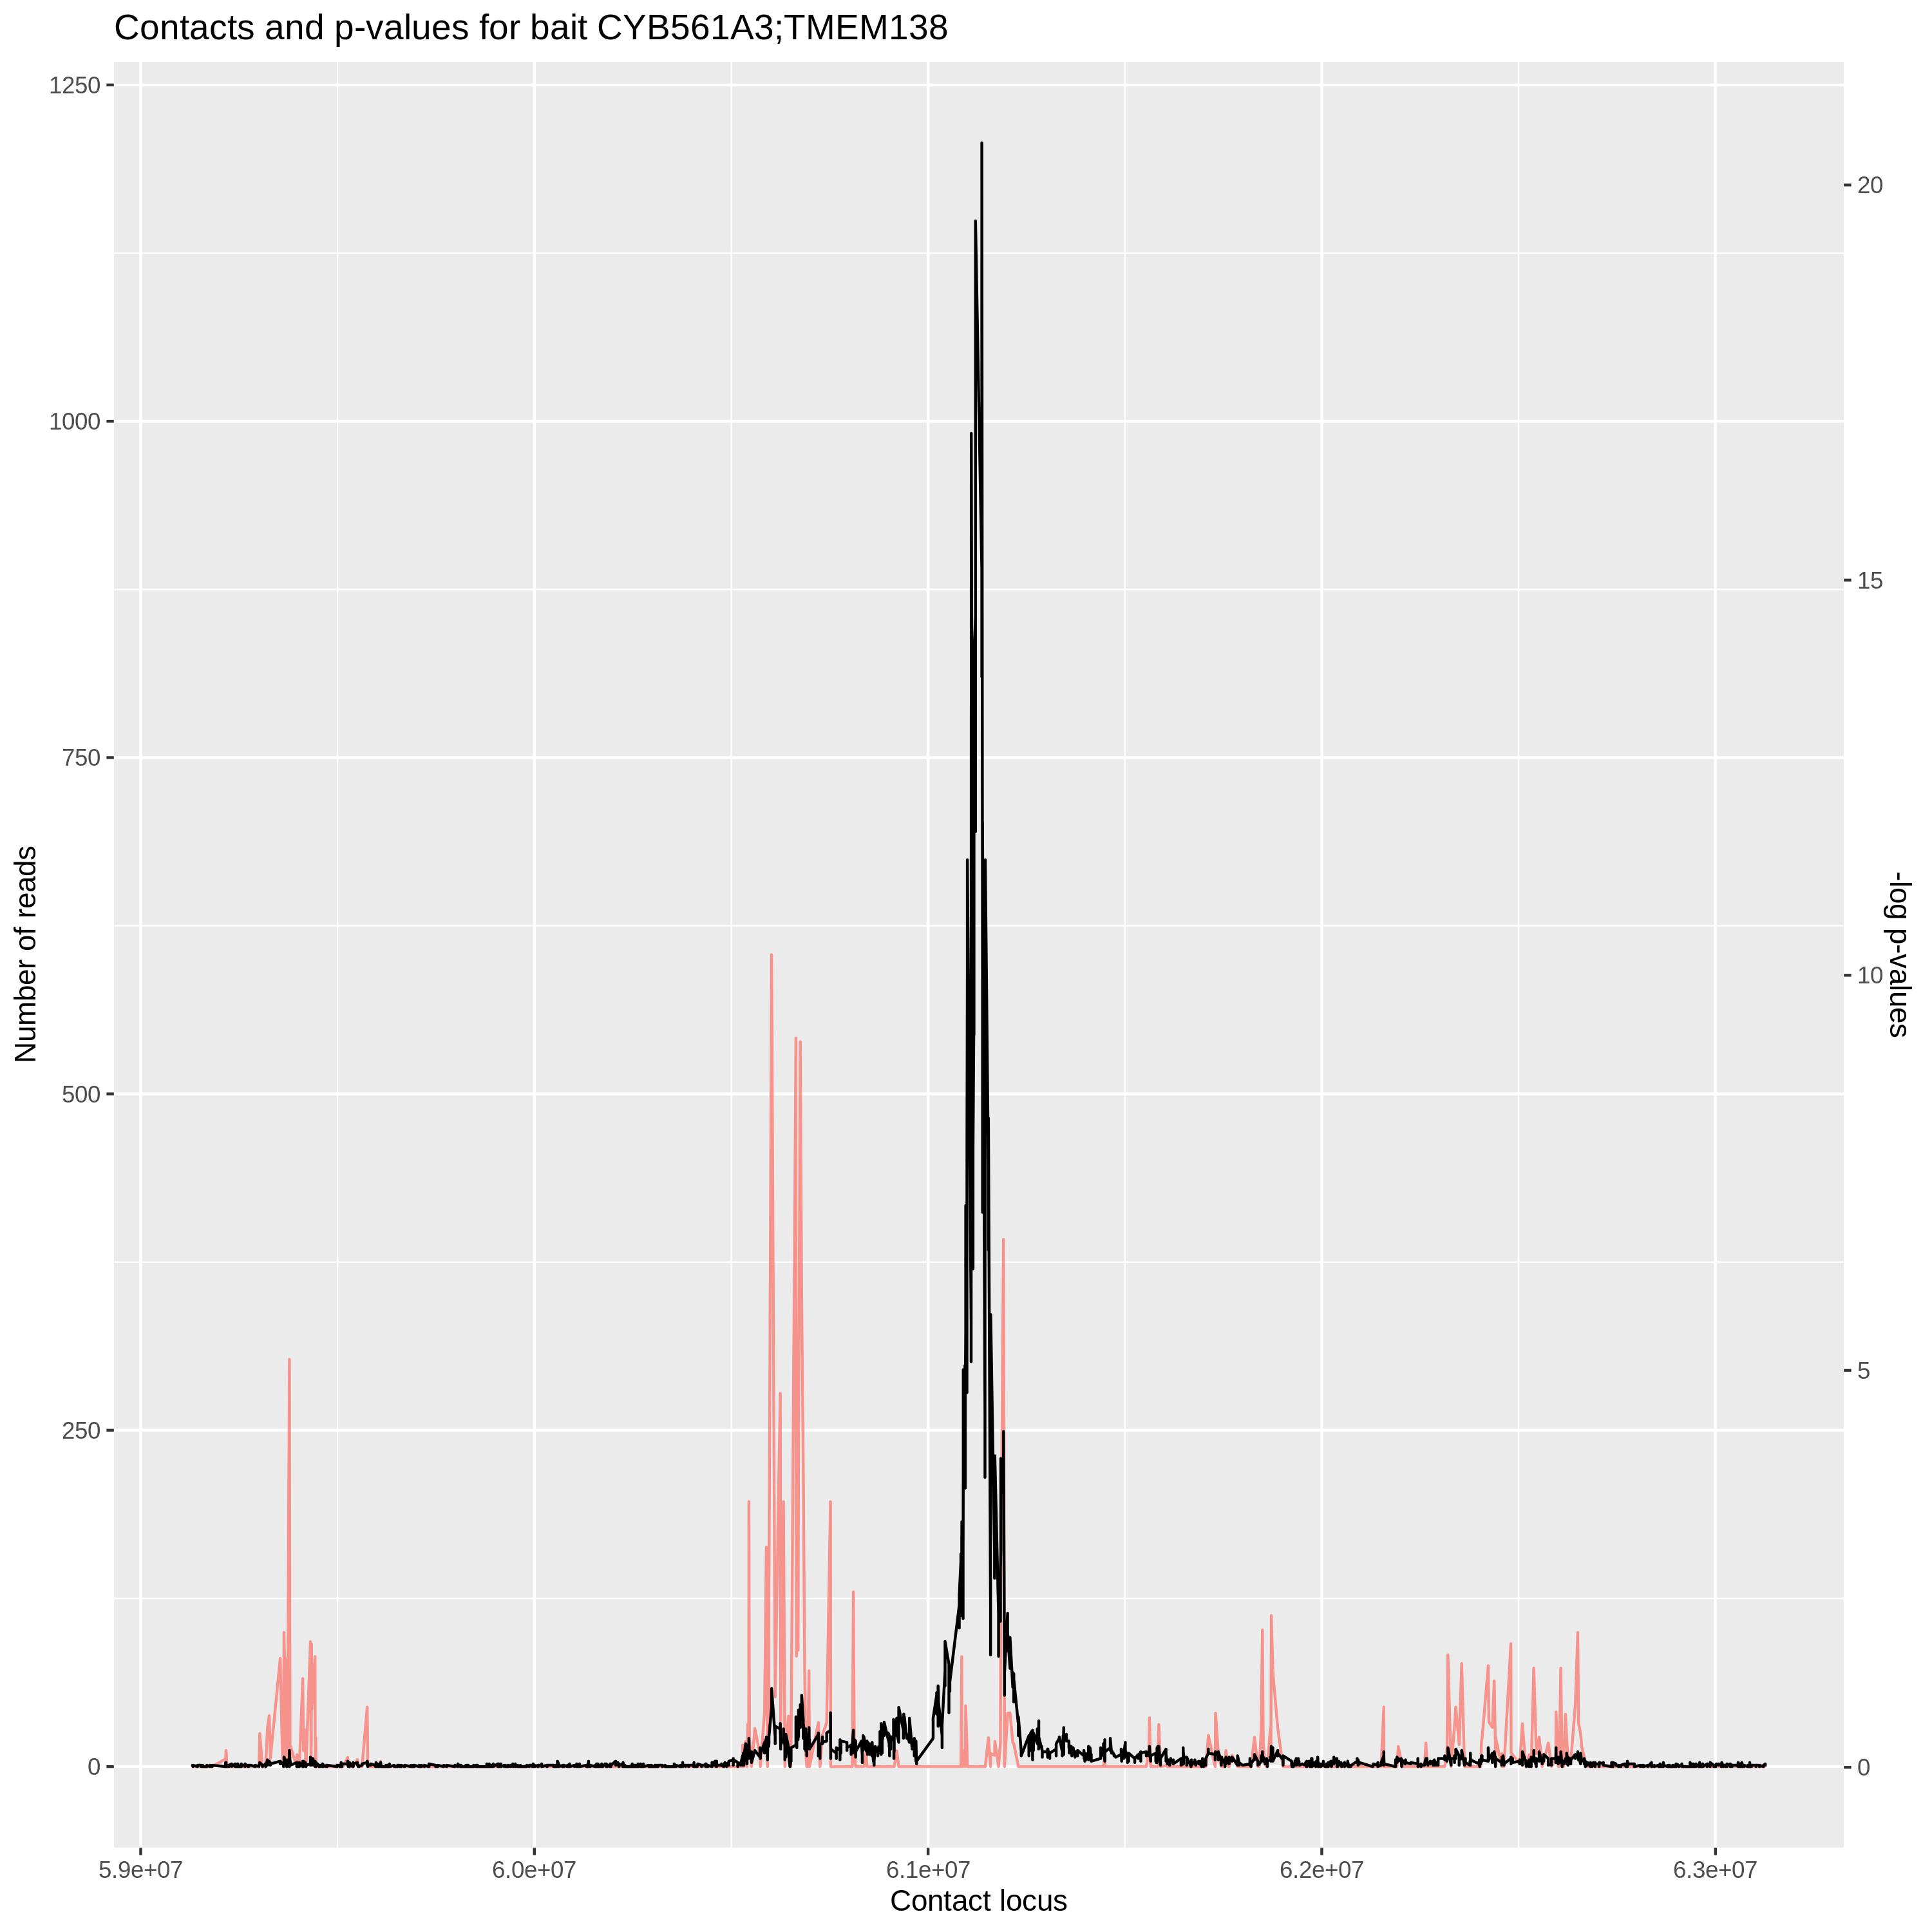 Contacts and p-values for bait CYB561A3;TMEM138
1250
1000
750
500
250
0
Number of reads
20
15
10
5
0
-log p-values
5.9e+07
6.0e+07
6.1e+07
6.2e+07
6.3e+07
Contact locus